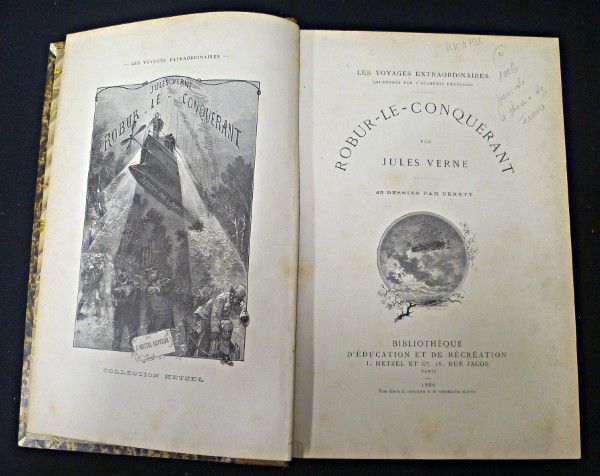 — LES VOYAGES EXTRAORDINAIRES —
JULES VERNE
ROBUR-LE-CONQUERANT
J. HETZEL EDITEUR
COLLECTION HETZEL
LES VOYAGES EXTRAORDINAIRES
COURONNÉS PAR L'ACADÉMIE FRANÇAISE
ROBUR-LE-CONQUERANT
PAR
JULES VERNE
45 DESSINS PAR BENETT
BIBLIOTHÈQUE
D'ÉDUCATION ET DE RÉCRÉATION
J. HETZEL ET Cie, 18, RUE JACOB
PARIS
1886
Tous droits de traduction et de reproduction réservés